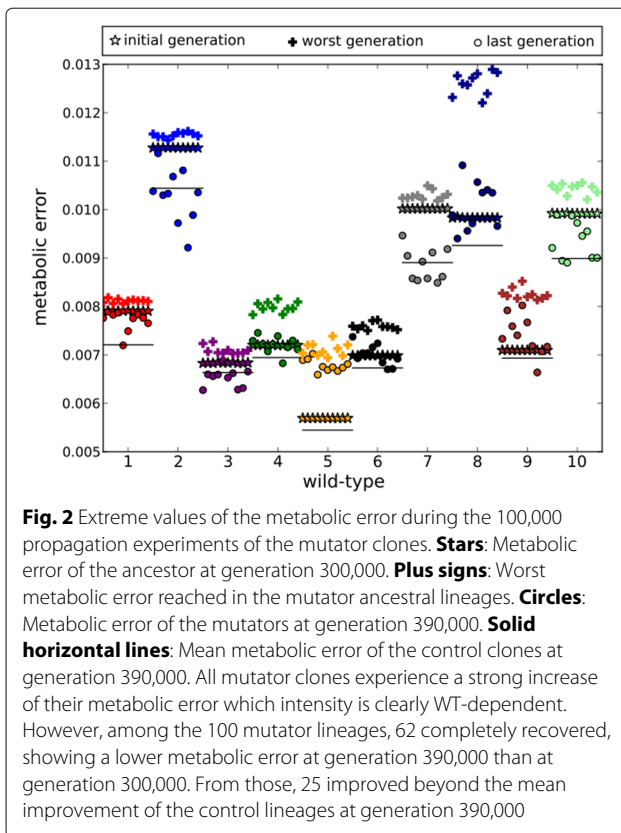 initial generation worst generation last generation
0.013
0.012
0.011
0.010
0.009
0.008
0.007
0.006
0.005
metabolic error
1 2 3 4 5 6 7 8 9 10
wild-type
Fig. 2 Extreme values of the metabolic error during the 100,000
propagation experiments of the mutator clones. Stars: Metabolic
error of the ancestor at generation 300,000. Plus signs: Worst
metabolic error reached in the mutator ancestral lineages. Circles:
Metabolic error of the mutators at generation 390,000. Solid
horizontal lines: Mean metabolic error of the control clones at
generation 390,000. All mutator clones experience a strong increase
of their metabolic error which intensity is clearly WT-dependent.
However, among the 100 mutator lineages, 62 completely recovered,
showing a lower metabolic error at generation 390,000 than at
generation 300,000. From those, 25 improved beyond the mean
improvement of the control lineages at generation 390,000